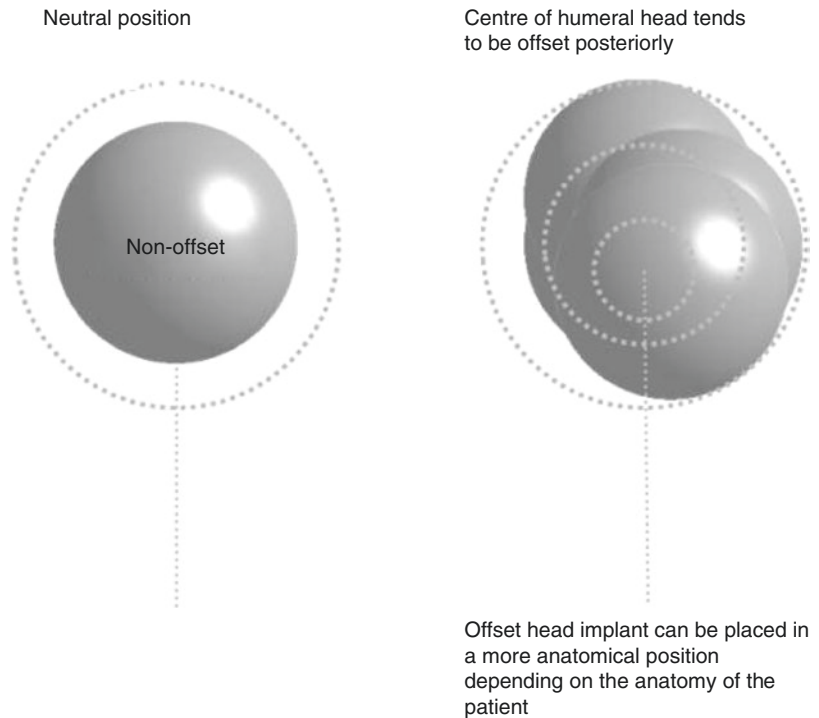 Neutral position
Centre of humeral head tends
to be offset posteriorly
Non-offset
Offset head implant can be placed in
a more anatomical position
depending on the anatomy of the
patient